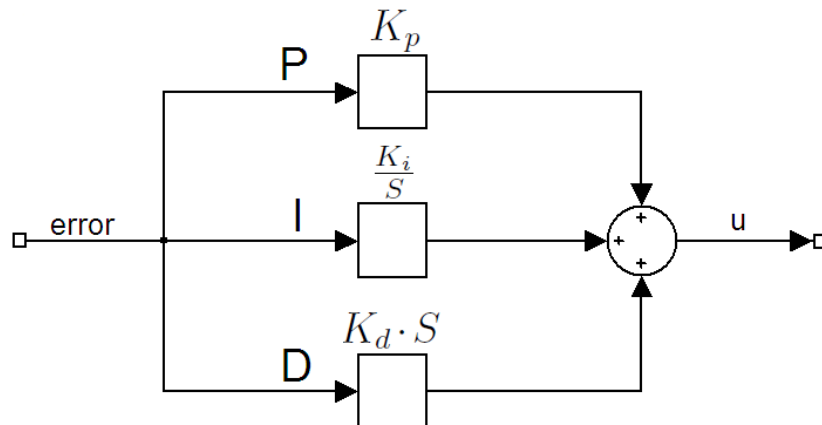 K_p
P
K_i/S
error
I
u
K_d · S
D
+
+
+